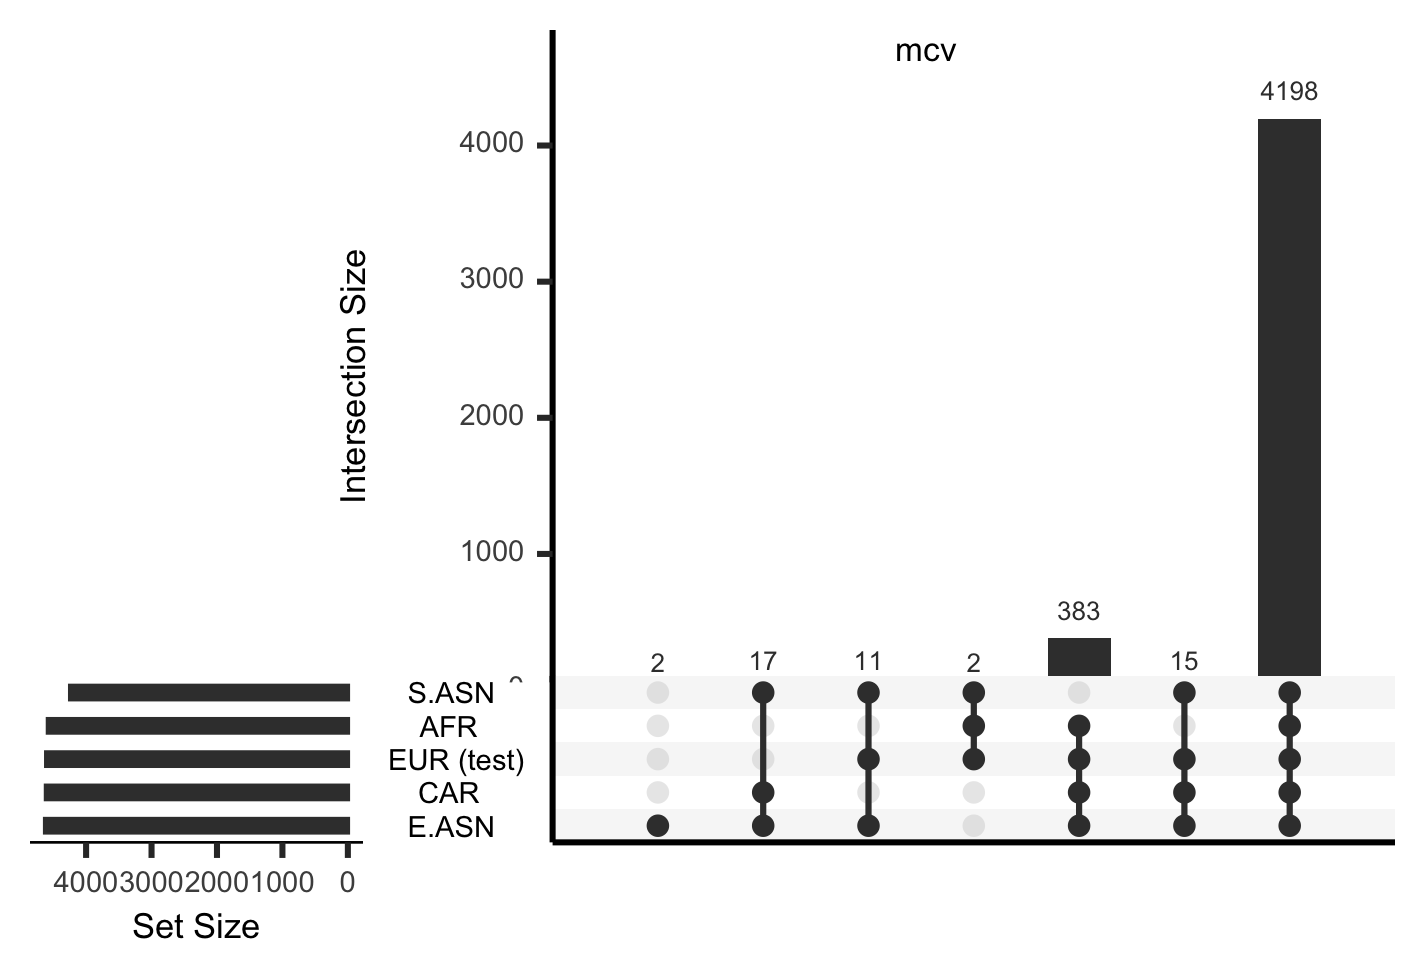 mcv
4198
4000
3000
Intersection Size
2000
1000
383
2 17 11 2 15
S.ASN
AFR
EUR (test)
CAR
E.ASN
4000 3000 2000 1000 0
Set Size